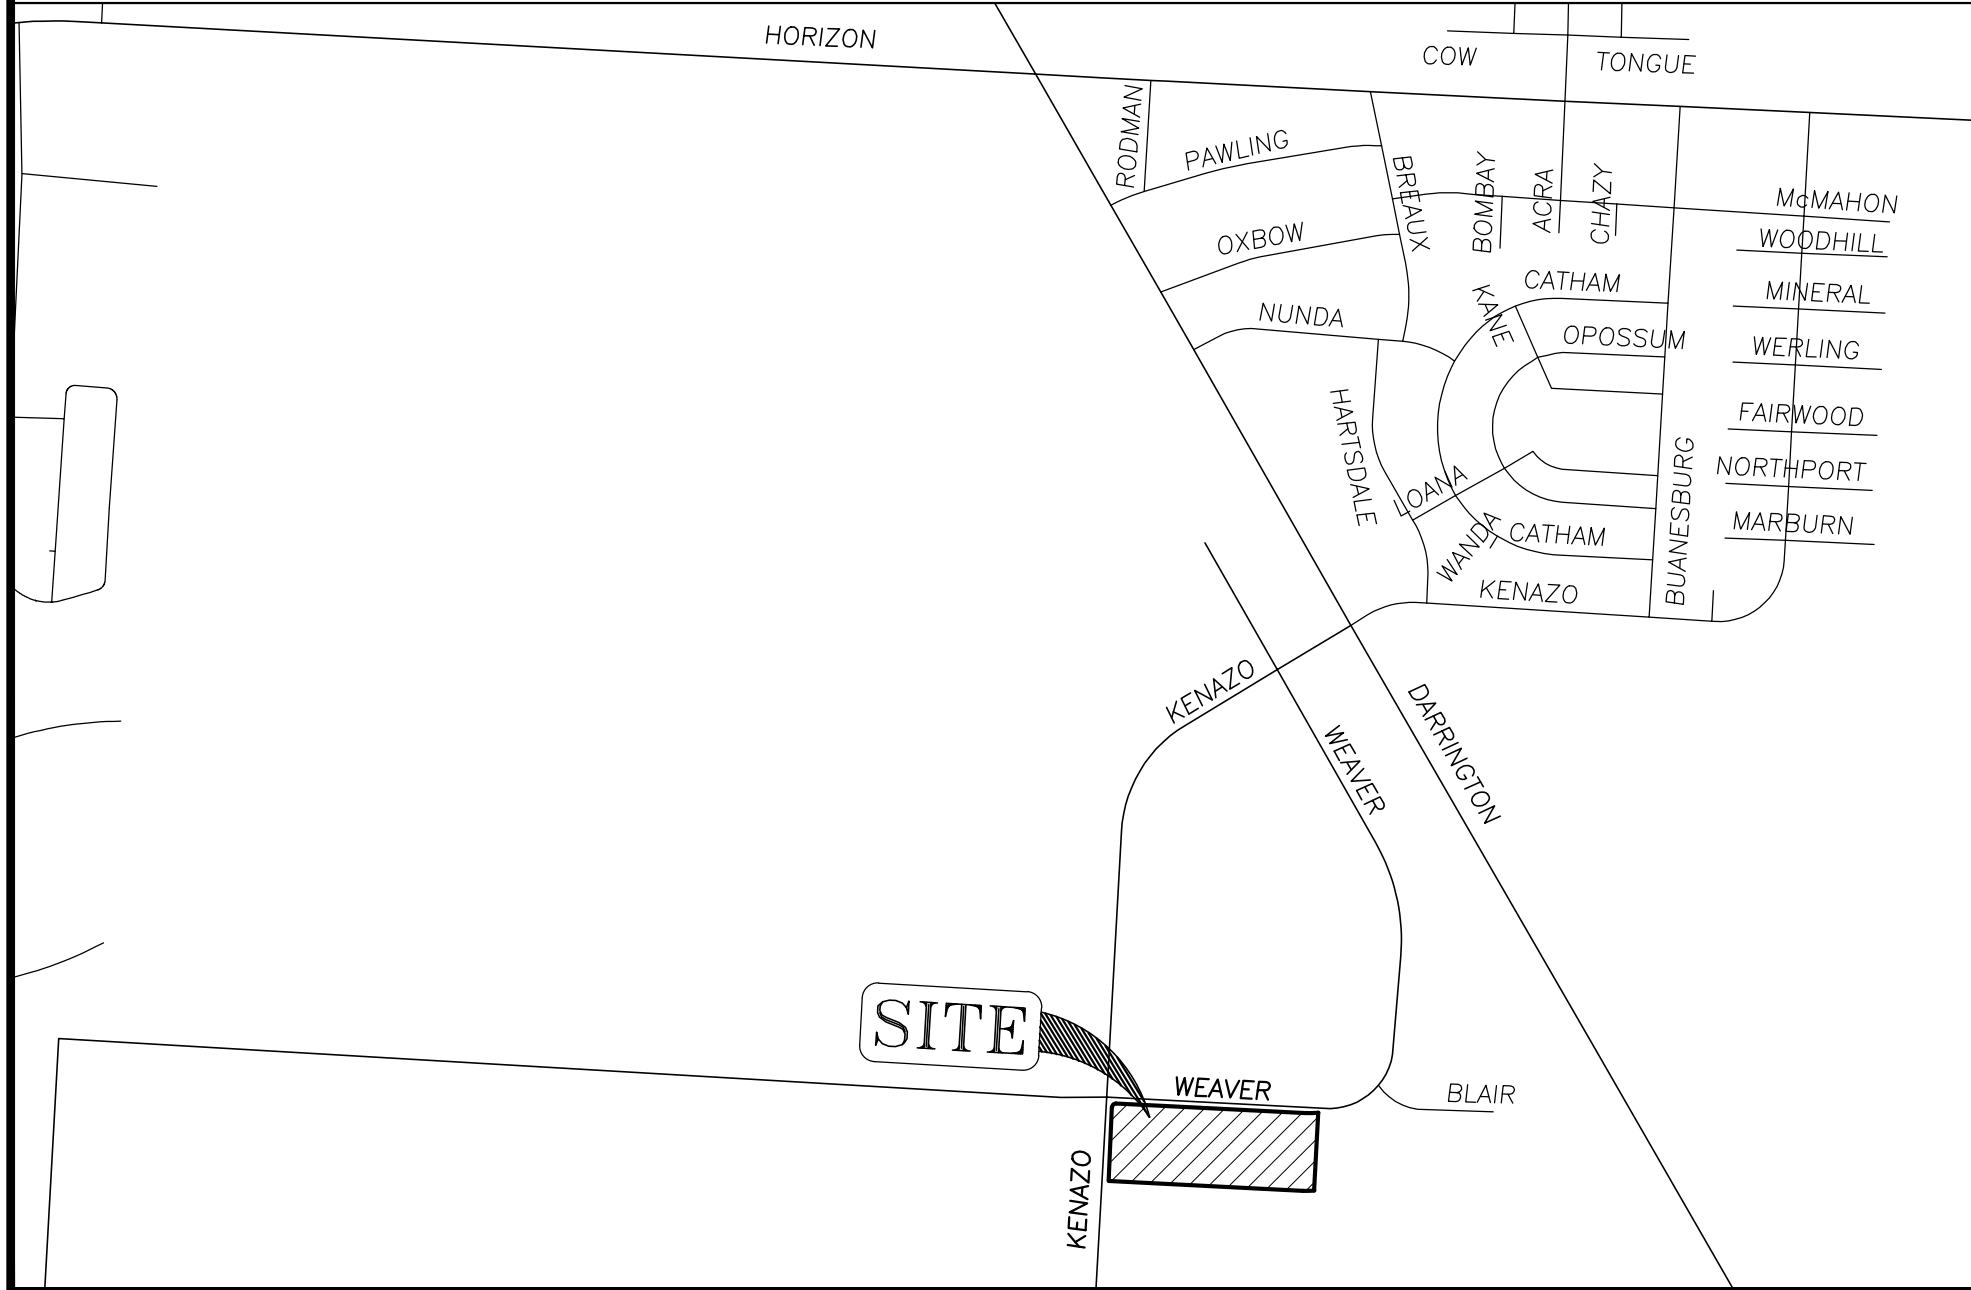 HORIZON
COW
TONGUE
RODMAN
PAWLING
BREAUX
BOMBAY
ACRA
CHAZY
McMAHON
WOODHILL
OXBOW
CATHAM
MINERAL
KANE
NUNDA
OPOSSUM
WERLING
HARTSDALE
FAIRWOOD
BUANESBURG
NORTHPORT
LOANA
WANDA
CATHAM
MARBURN
KENAZO
KENAZO
WEAVER
DARRINGTON
SITE
WEAVER
BLAIR
KENAZO